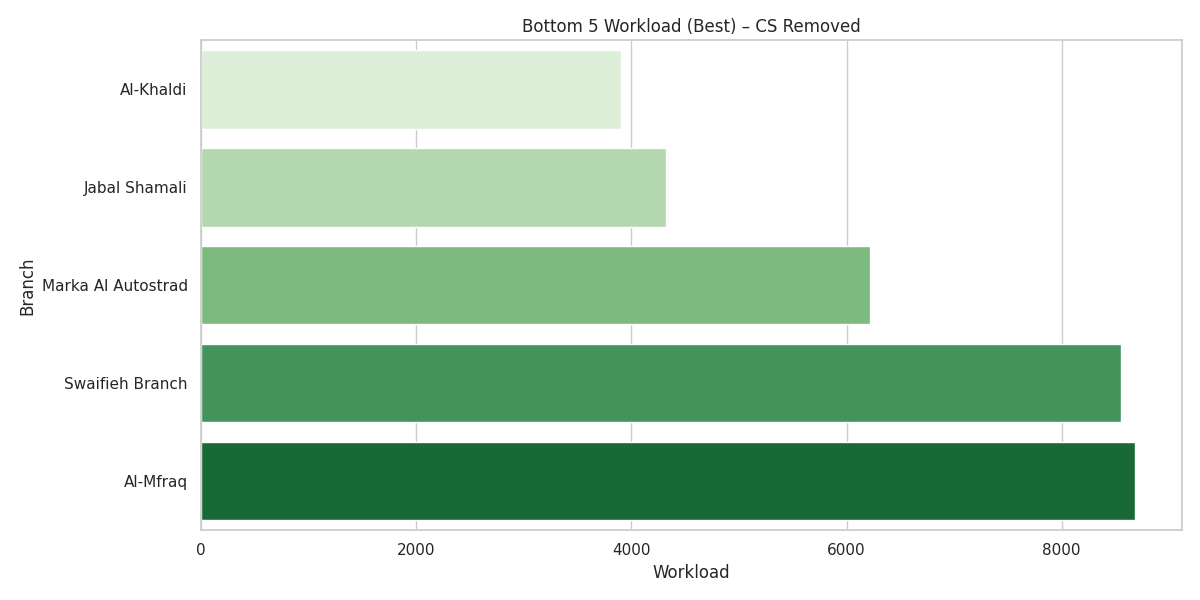 Bottom 5 Workload (Best) – CS Removed
Branch
Al-Khaldi
Jabal Shamali
Marka Al Autostrad
Swaifieh Branch
Al-Mfraq
0 2000 4000 6000 8000
Workload